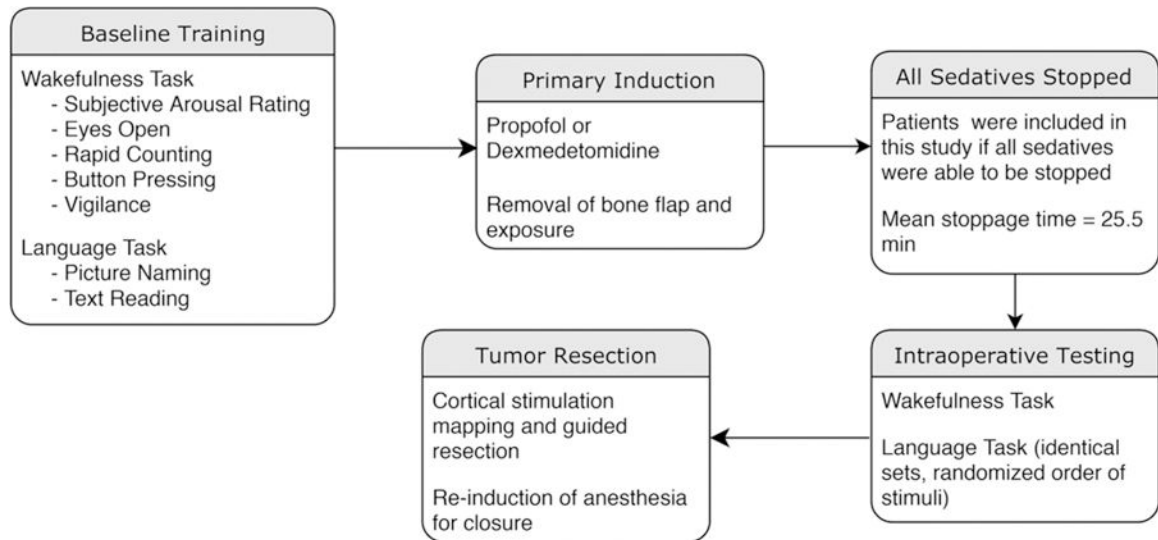 Baseline Training
Wakefulness Task
- Subjective Arousal Rating
- Eyes Open
- Rapid Counting
- Button Pressing
- Vigilance
Language Task
- Picture Naming
- Text Reading
Primary Induction
Propofol or
Dexmedetomidine
Removal of bone flap and
exposure
All Sedatives Stopped
Patients were included in
this study if all sedatives
were able to be stopped
Mean stoppage time = 25.5
min
Intraoperative Testing
Wakefulness Task
Language Task (identical
sets, randomized order of
stimuli)
Tumor Resection
Cortical stimulation
mapping and guided
resection
Re-induction of anesthesia
for closure